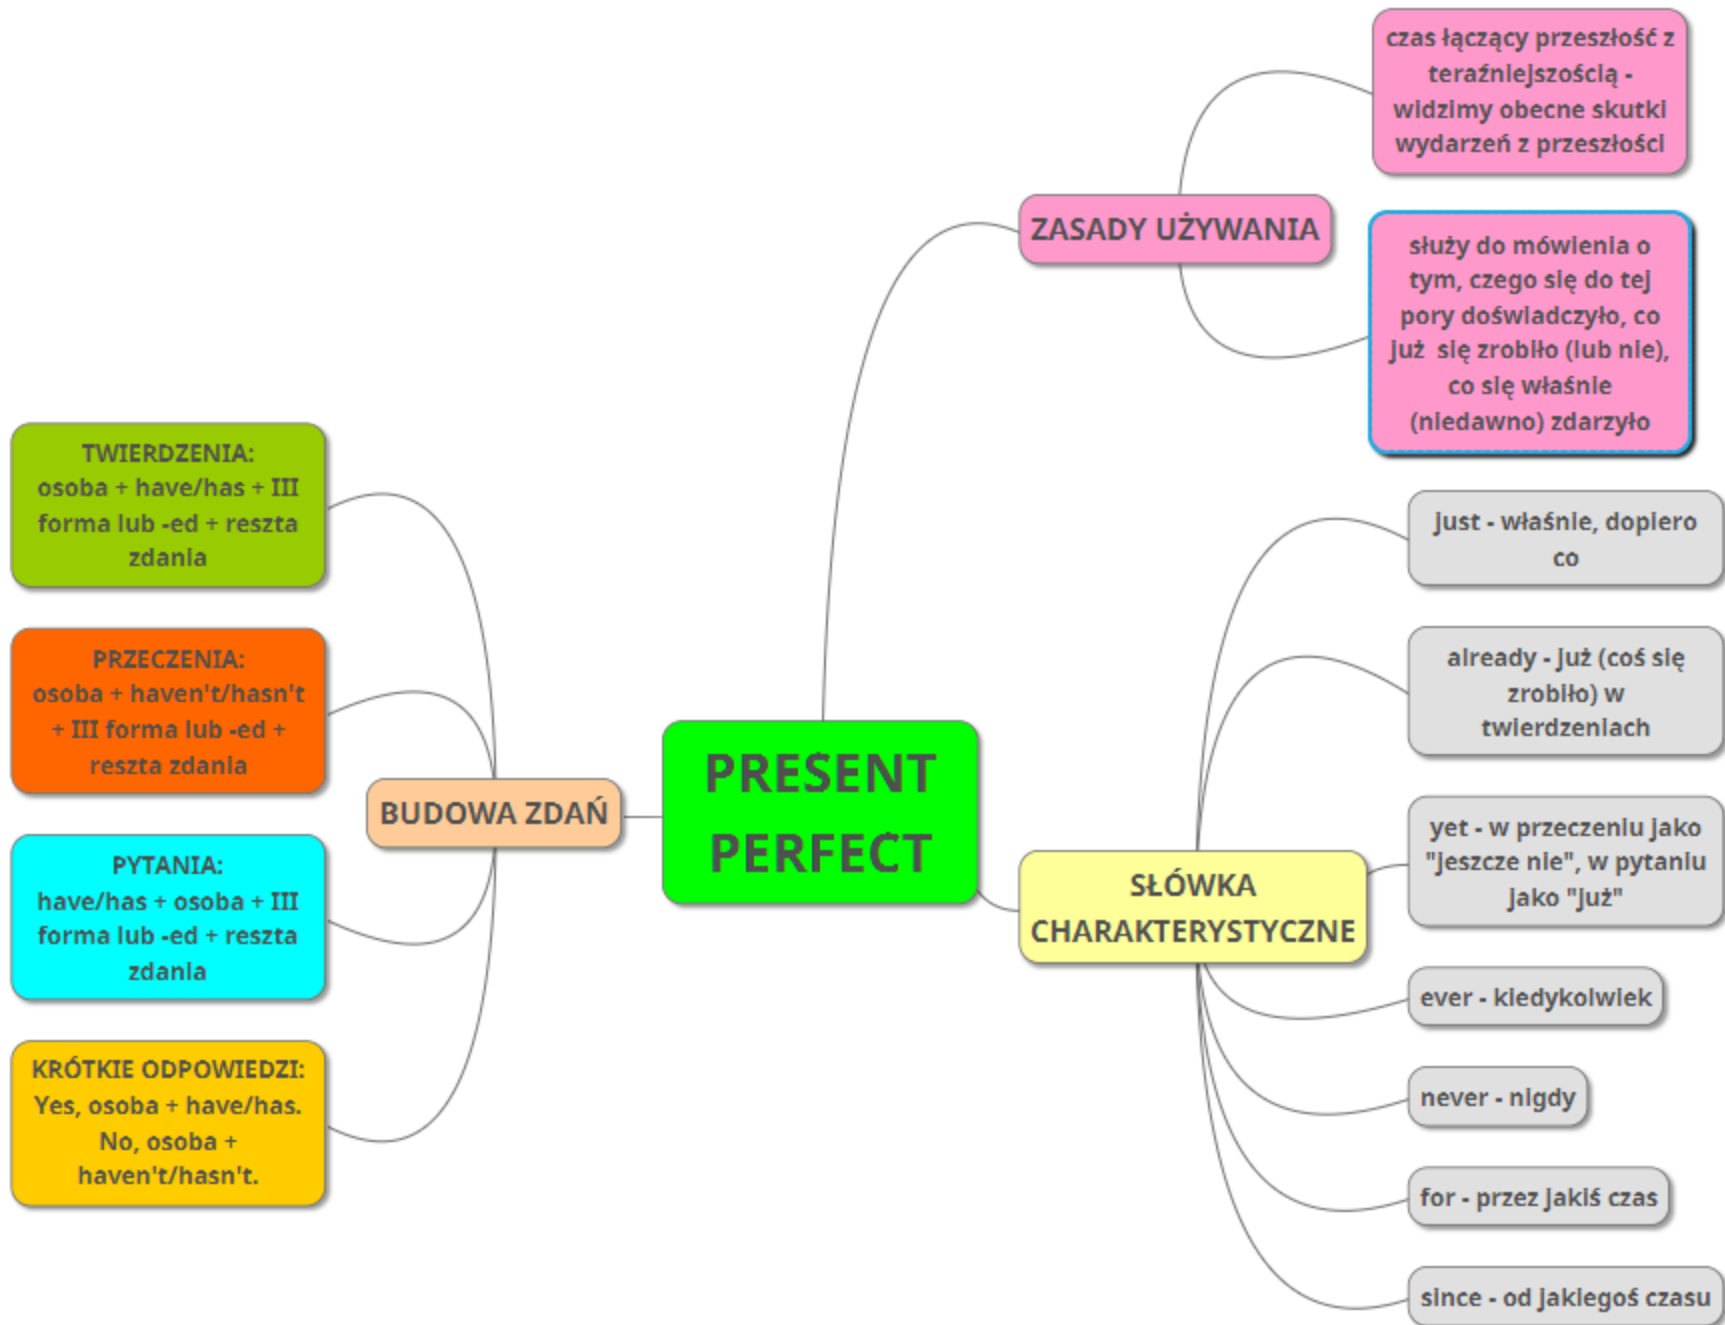 PRESENT
PERFECT
ZASADY UŻYWANIA
czas łączący przeszłość z
teraźniejszością -
widzimy obecne skutki
wydarzeń z przeszłości
służy do mówienia o
tym, czego się do tej
pory doświadczyło, co
już  się zrobiło (lub nie),
co się właśnie
(niedawno) zdarzyło
SŁÓWKA
CHARAKTERYSTYCZNE
just - właśnie, dopiero
co
already - już (coś się
zrobiło) w
twierdzeniach
yet - w przeczeniu jako
"jeszcze nie", w pytaniu
jako "już"
ever - kiedykolwiek
never - nigdy
for - przez jakiś czas
since - od jakiegoś czasu
BUDOWA ZDAŃ
TWIERDZENIA:
osoba + have/has + III
forma lub -ed + reszta
zdania
PRZECZENIA:
osoba + haven't/hasn't
+ III forma lub -ed +
reszta zdania
PYTANIA:
have/has + osoba + III
forma lub -ed + reszta
zdania
KRÓTKIE ODPOWIEDZI:
Yes, osoba + have/has.
No, osoba +
haven't/hasn't.